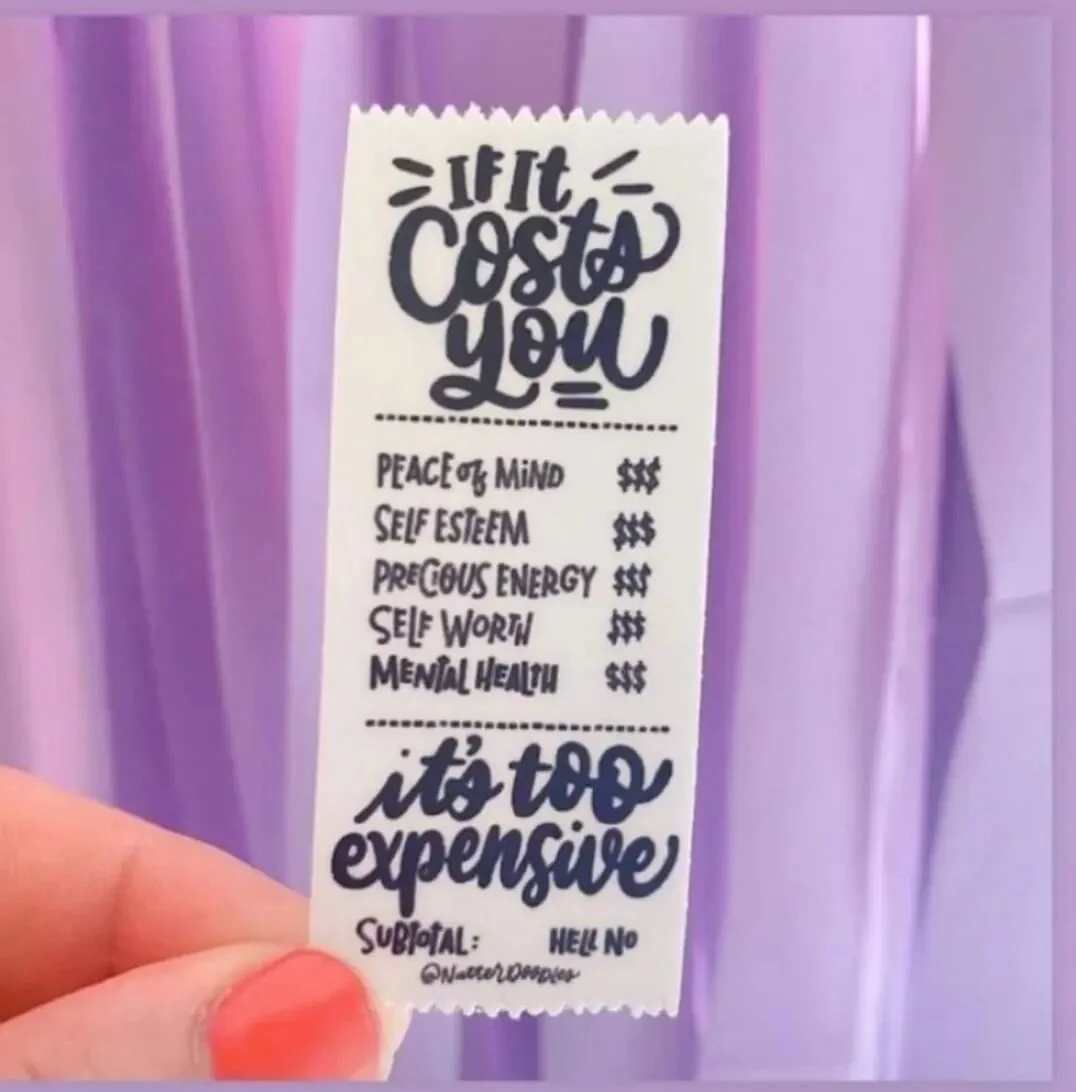 IF It
Costs
you
PEACE of MiND $$$
SELF ESTEEM $$$
PRECIOUS ENERGY $$$
SELF WORTH $$$
MENTAL HEALTH $$$
it's too
expensive
SUBTOTAL: HELL NO
@NutterDoodles